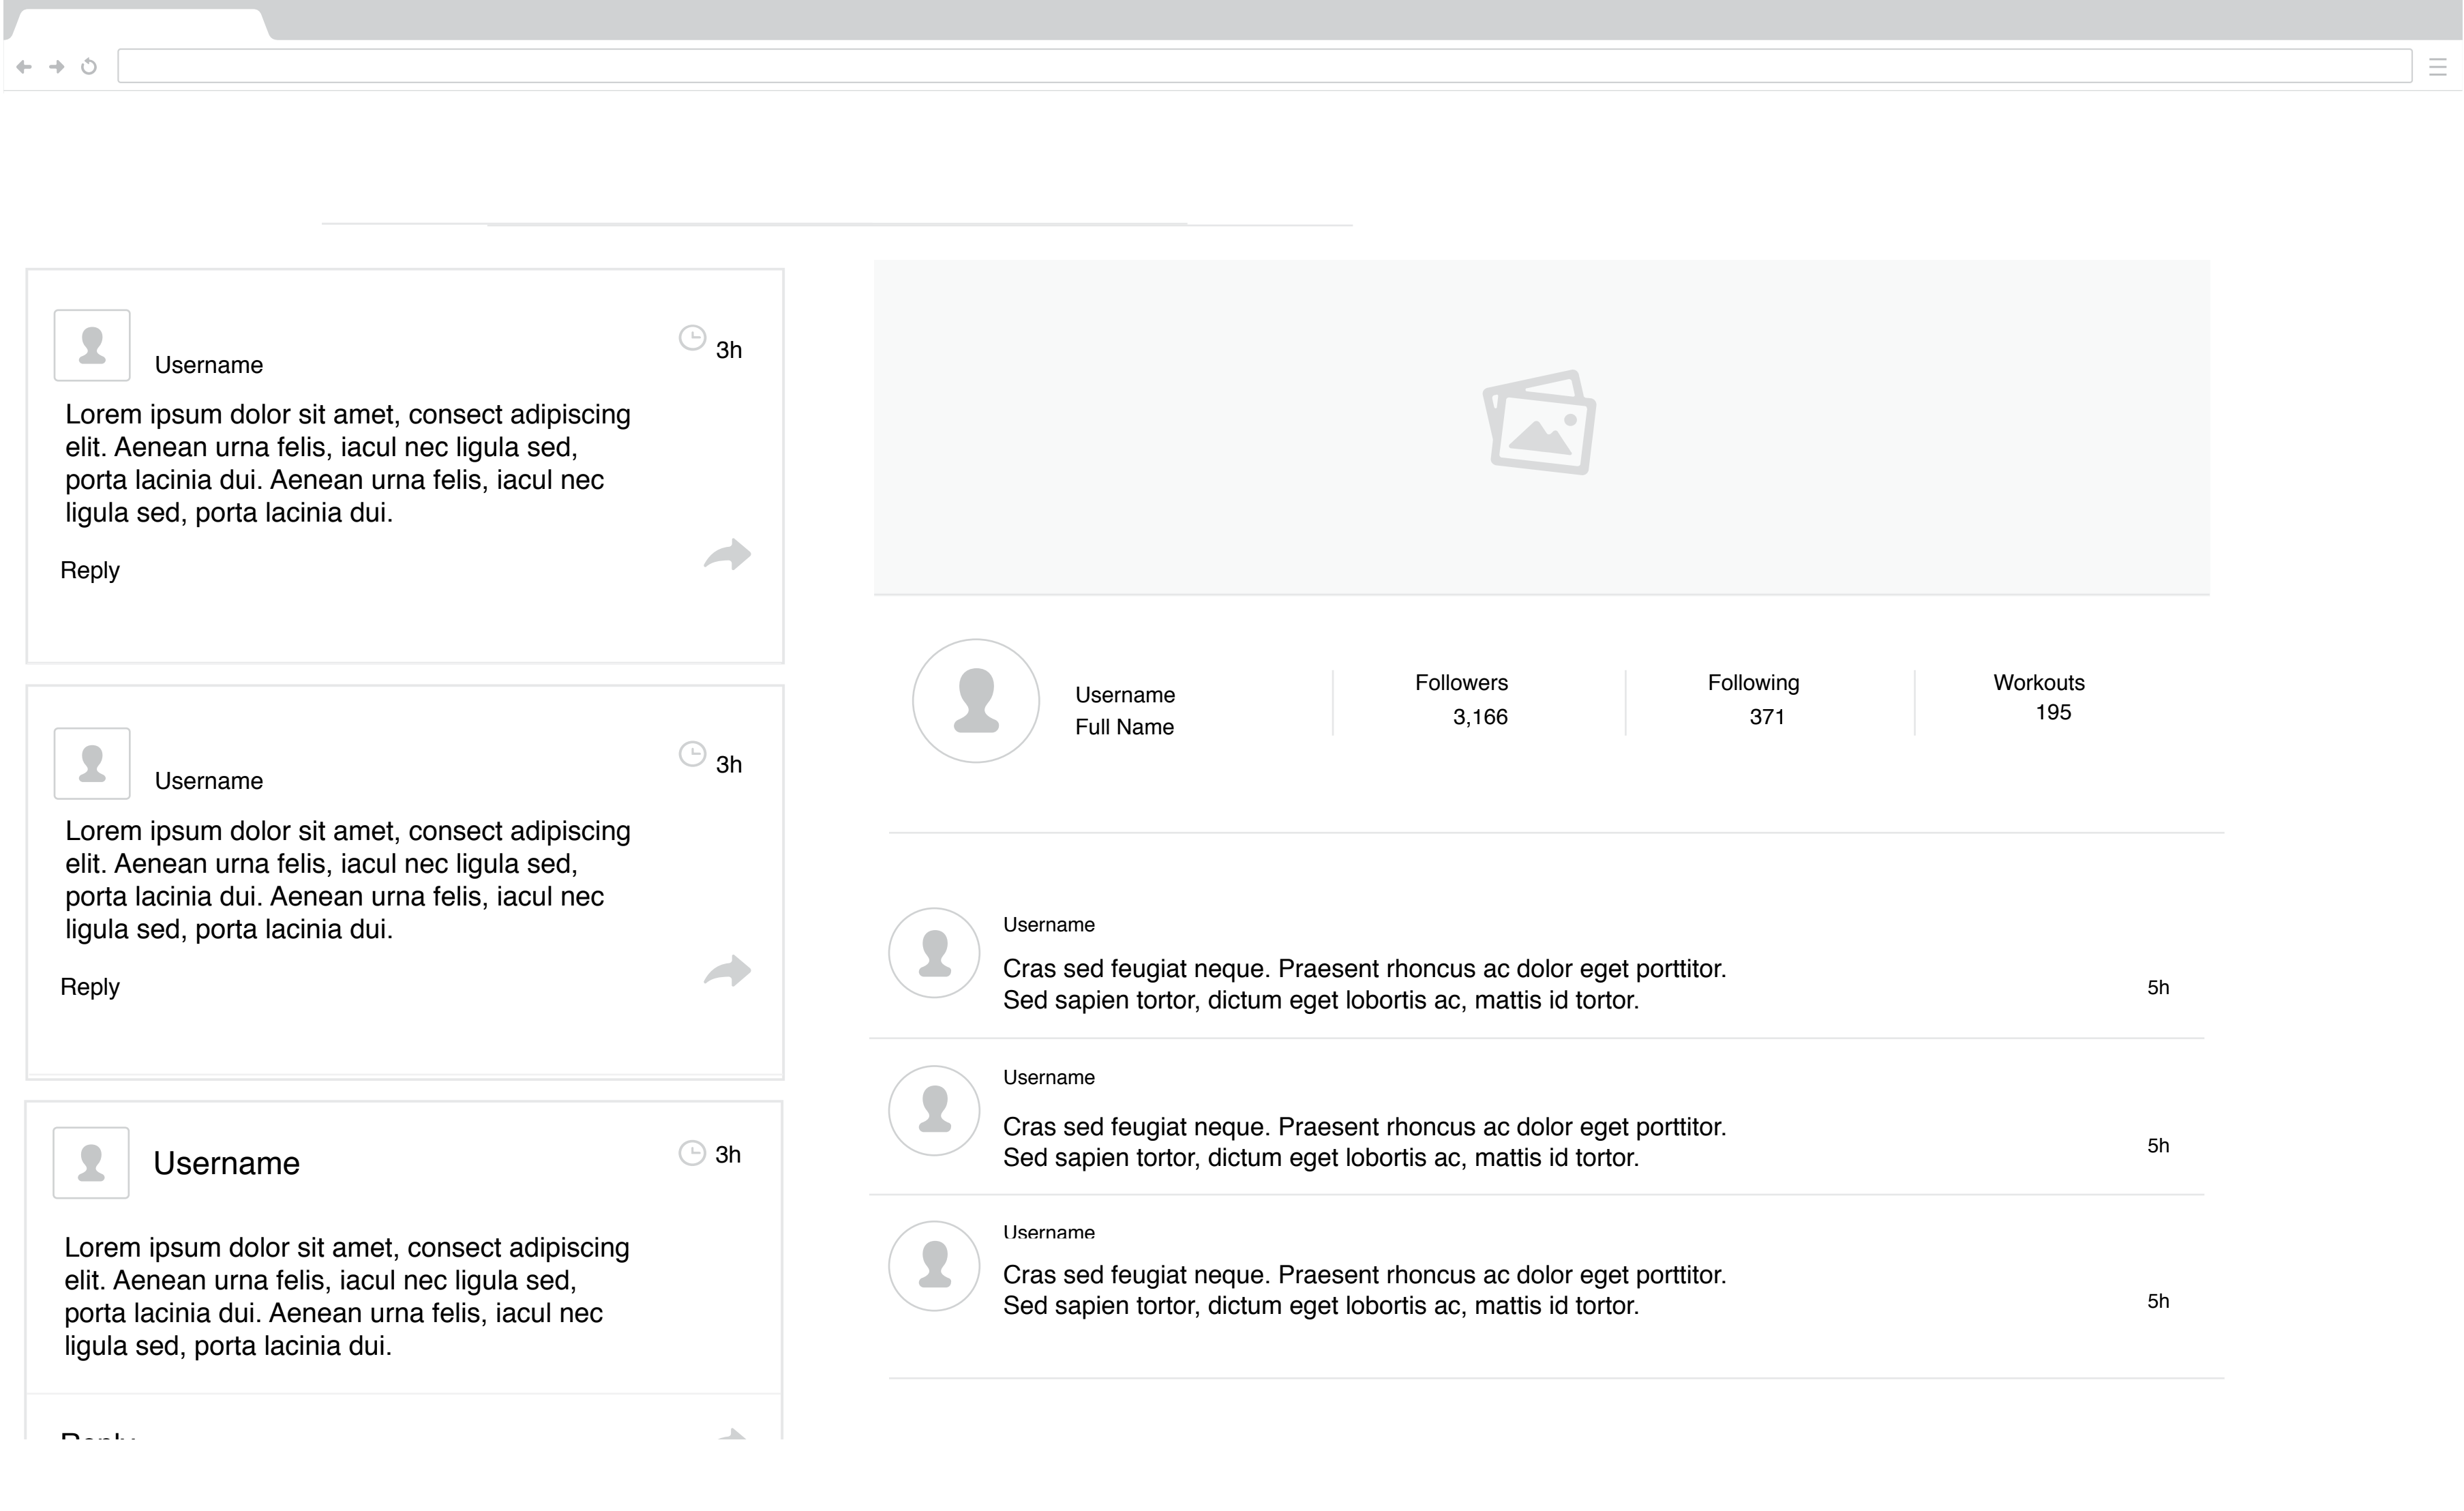 Username
3h
Lorem ipsum dolor sit amet, consect adipiscing
elit. Aenean urna felis, iacul nec ligula sed,
porta lacinia dui. Aenean urna felis, iacul nec
ligula sed, porta lacinia dui.
Reply
Username
3h
Lorem ipsum dolor sit amet, consect adipiscing
elit. Aenean urna felis, iacul nec ligula sed,
porta lacinia dui. Aenean urna felis, iacul nec
ligula sed, porta lacinia dui.
Reply
Username
3h
Lorem ipsum dolor sit amet, consect adipiscing
elit. Aenean urna felis, iacul nec ligula sed,
porta lacinia dui. Aenean urna felis, iacul nec
ligula sed, porta lacinia dui.
Reply
Username
Full Name
Followers
3,166
Following
371
Workouts
195
Username
Cras sed feugiat neque. Praesent rhoncus ac dolor eget porttitor.
Sed sapien tortor, dictum eget lobortis ac, mattis id tortor.
5h
Username
Cras sed feugiat neque. Praesent rhoncus ac dolor eget porttitor.
Sed sapien tortor, dictum eget lobortis ac, mattis id tortor.
5h
Username
Cras sed feugiat neque. Praesent rhoncus ac dolor eget porttitor.
Sed sapien tortor, dictum eget lobortis ac, mattis id tortor.
5h